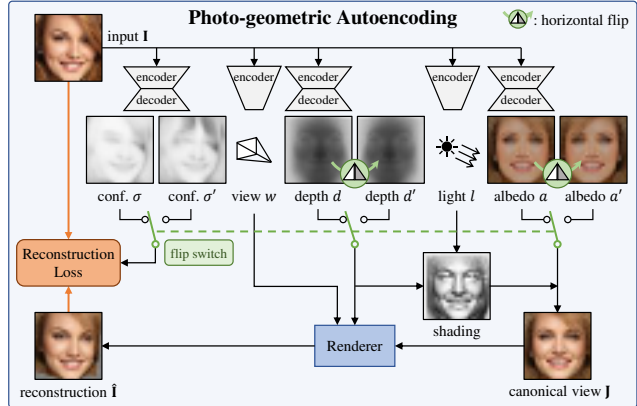 Photo-geometric Autoencoding
: horizontal flip
input I
encoder
decoder
encoder
encoder
decoder
encoder
encoder
decoder
conf. σ
conf. σ′
view w
depth d
depth d′
light l
albedo a
albedo a′
Reconstruction
Loss
flip switch
shading
Renderer
reconstruction Î
canonical view J